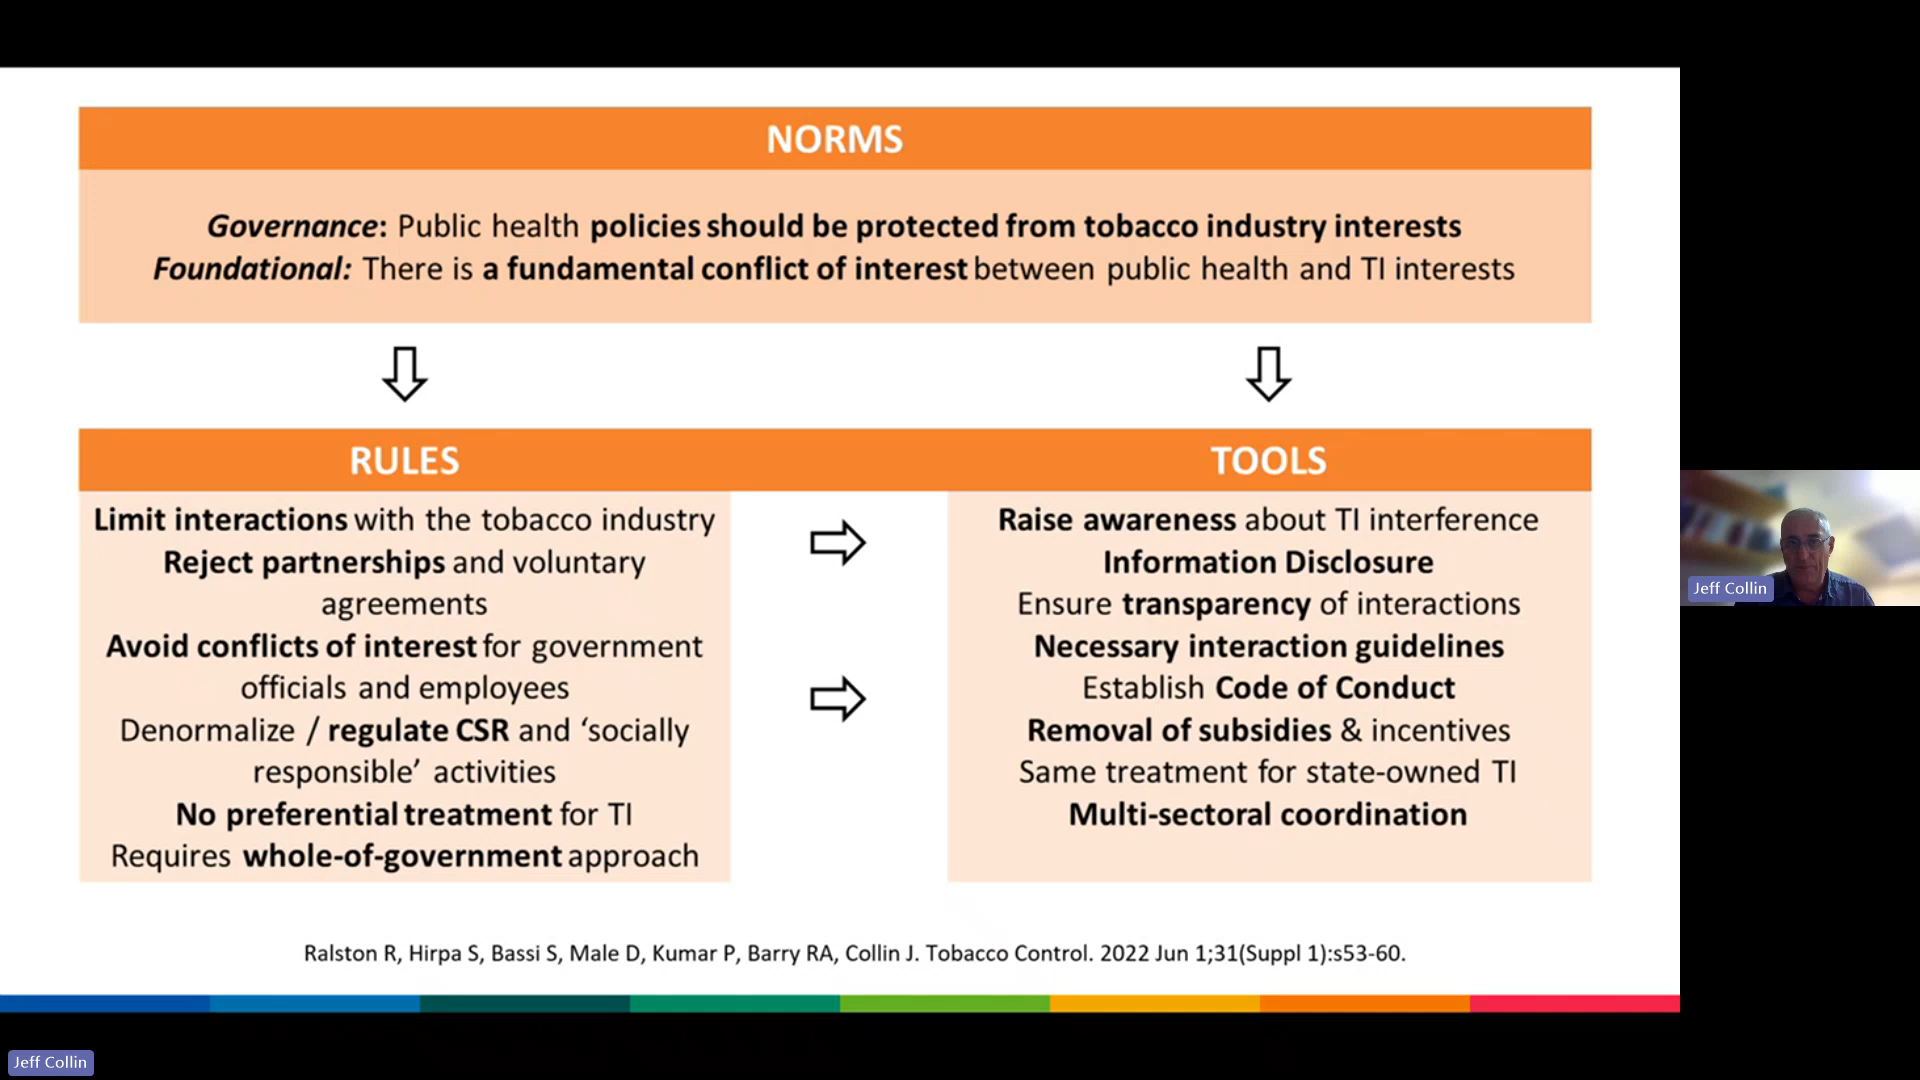 NORMS
Governance: Public health policies should be protected from tobacco industry interests
Foundational: There is a fundamental conflict of interest between public health and TI interests
RULES
Limit interactions with the tobacco industry
Reject partnerships and voluntary
agreements
Avoid conflicts of interest for government
officials and employees
Denormalize / regulate CSR and ‘socially
responsible’ activities
No preferential treatment for TI
Requires whole-of-government approach
TOOLS
Raise awareness about TI interference
Information Disclosure
Ensure transparency of interactions
Necessary interaction guidelines
Establish Code of Conduct
Removal of subsidies & incentives
Same treatment for state-owned TI
Multi-sectoral coordination
Ralston R, Hirpa S, Bassi S, Male D, Kumar P, Barry RA, Collin J. Tobacco Control. 2022 Jun 1;31(Suppl 1):s53-60.
Jeff Collin
Jeff Collin